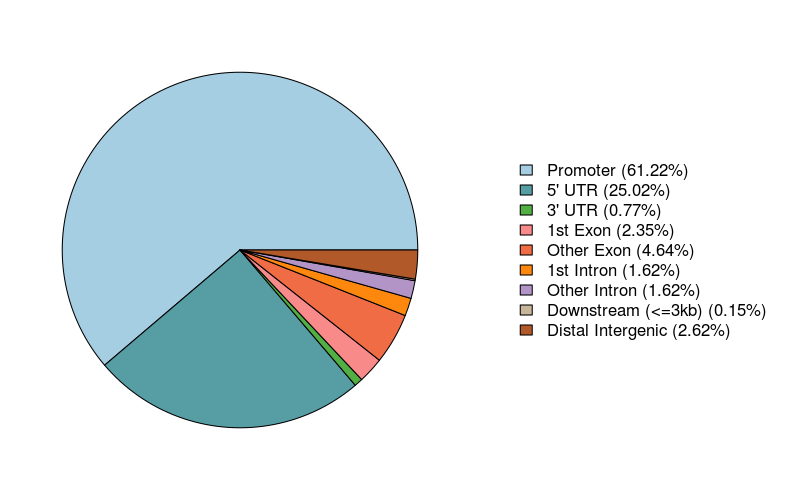 Promoter (61.22%)
5' UTR (25.02%)
3' UTR (0.77%)
1st Exon (2.35%)
Other Exon (4.64%)
1st Intron (1.62%)
Other Intron (1.62%)
Downstream (<=3kb) (0.15%)
Distal Intergenic (2.62%)